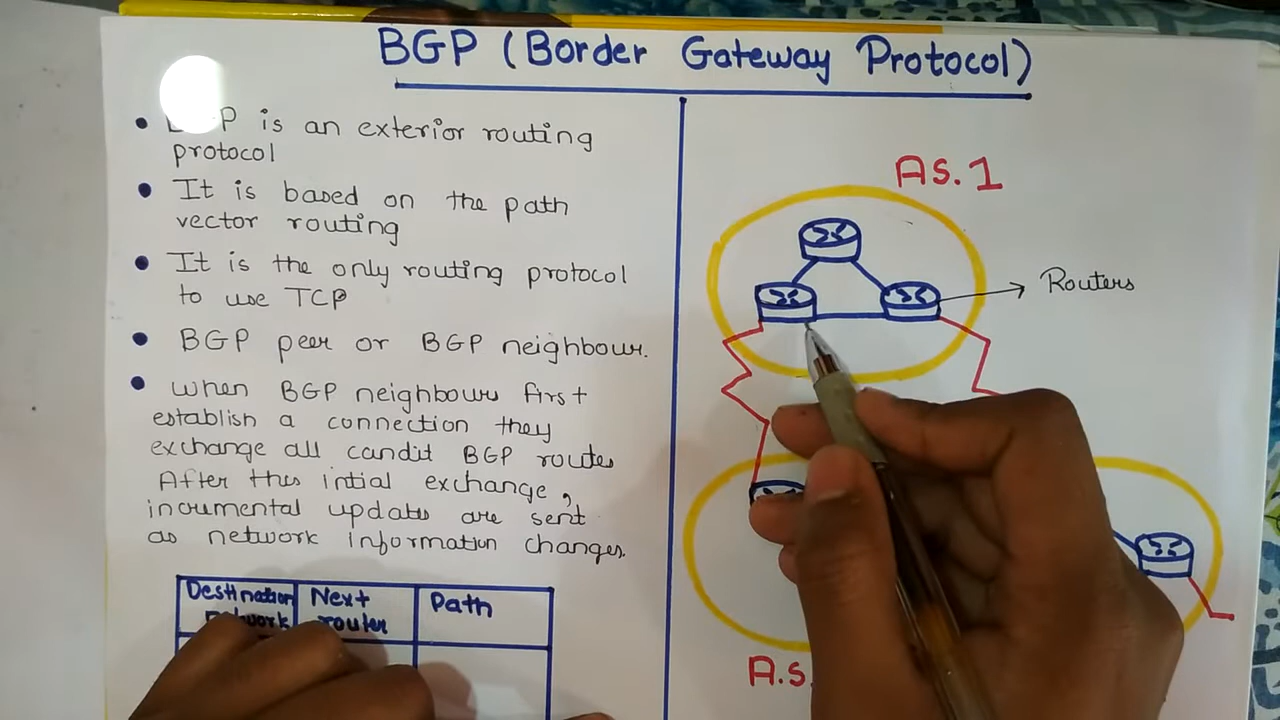 BGP (Border Gateway Protocol)
• P is an exterior routing
protocol
• It is based on the path
vector routing
• It is the only routing protocol
to use TCP
• BGP peer or BGP neighbour.
• When BGP neighbours first
establish a connection they
exchange all candit BGP routes
After this intial exchange,
incrumental updates are sent
as network information changes.
Destination
Next
router
Path
As.1
Routers
A.s.